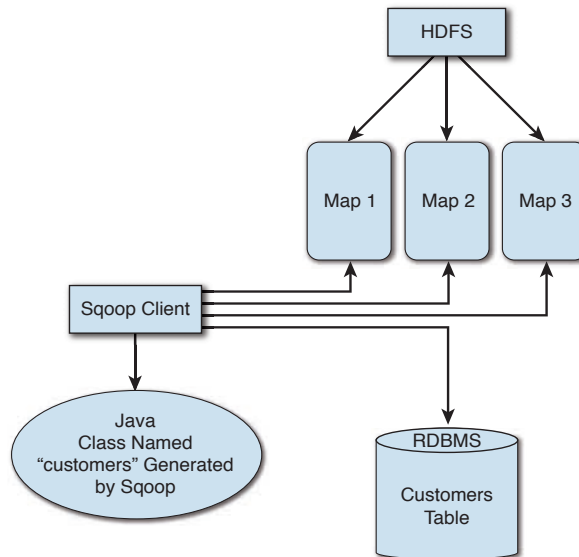 HDFS
Map 1
Map 2
Map 3
Sqoop Client
Java
Class Named
“customers” Generated
by Sqoop
RDBMS
Customers
Table